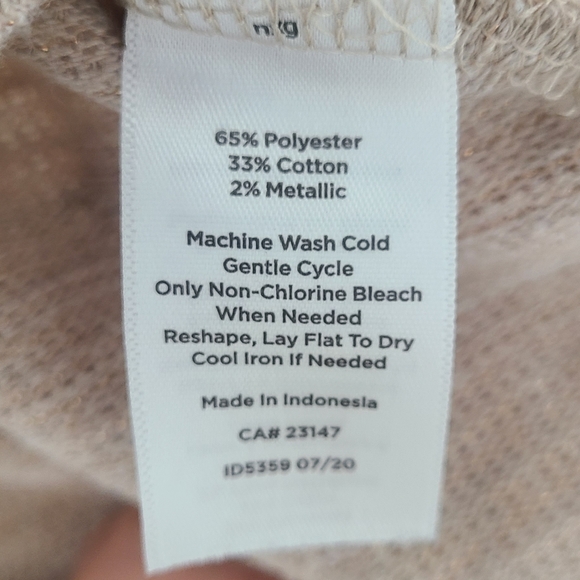 65% Polyester
33% Cotton
2% Metallic
Machine Wash Cold
Gentle Cycle
Only Non-Chlorine Bleach
When Needed
Reshape, Lay Flat To Dry
Cool Iron If Needed
Made In Indonesia
CA# 23147
ID5359 07/20